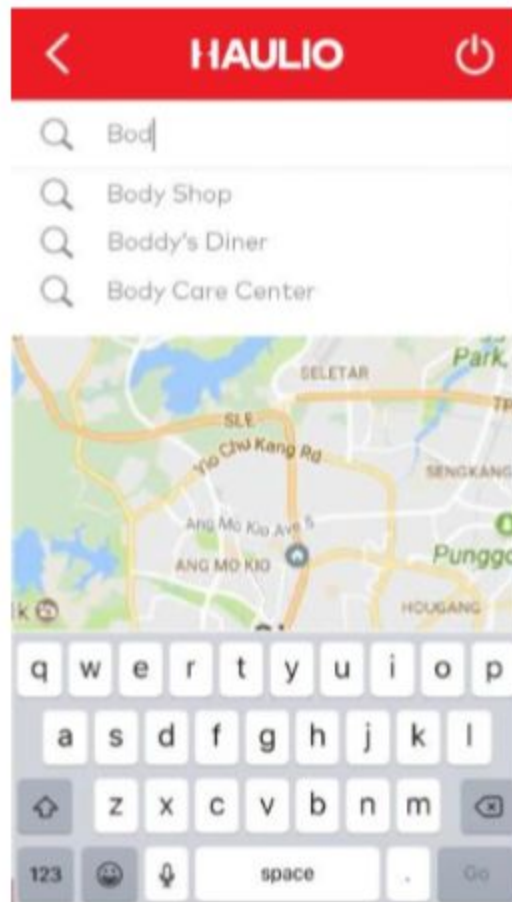 HAULIO
Bod
Body Shop
Boddy's Diner
Body Care Center
Park,
SELETAR
TP
SLE
Yio Chu Kang Rd
SENGKANG
Ang Mo Kio Ave 5
ANG MO KIO
Punggo
HOUGANG
k
q w e r t y u i o p
a s d f g h j k l
z x c v b n m
123 space . Go